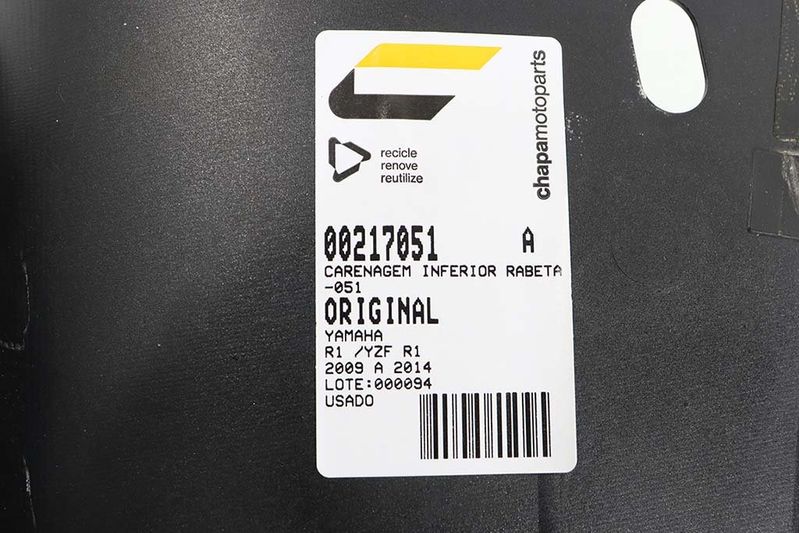 chapamotoparts
recicle
renove
reutilize
00217051 A
CARENAGEM INFERIOR RABETA
-051
ORIGINAL
YAMAHA
R1 /YZF R1
2009 A 2014
LOTE:000094
USADO